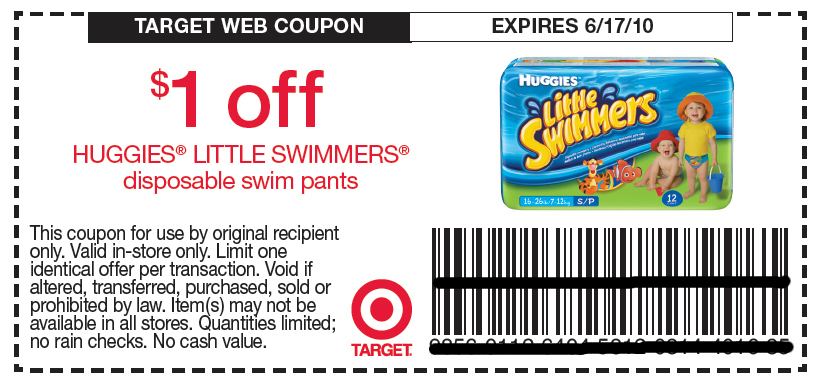 TARGET WEB COUPON
EXPIRES 6/17/10
$1 off
HUGGIES® LITTLE SWIMMERS®
disposable swim pants
HUGGIES
Little
Swimmers
S/P
12
This coupon for use by original recipient
only. Valid in-store only. Limit one
identical offer per transaction. Void if
altered, transferred, purchased, sold or
prohibited by law. Item(s) may not be
available in all stores. Quantities limited;
no rain checks. No cash value.
TARGET